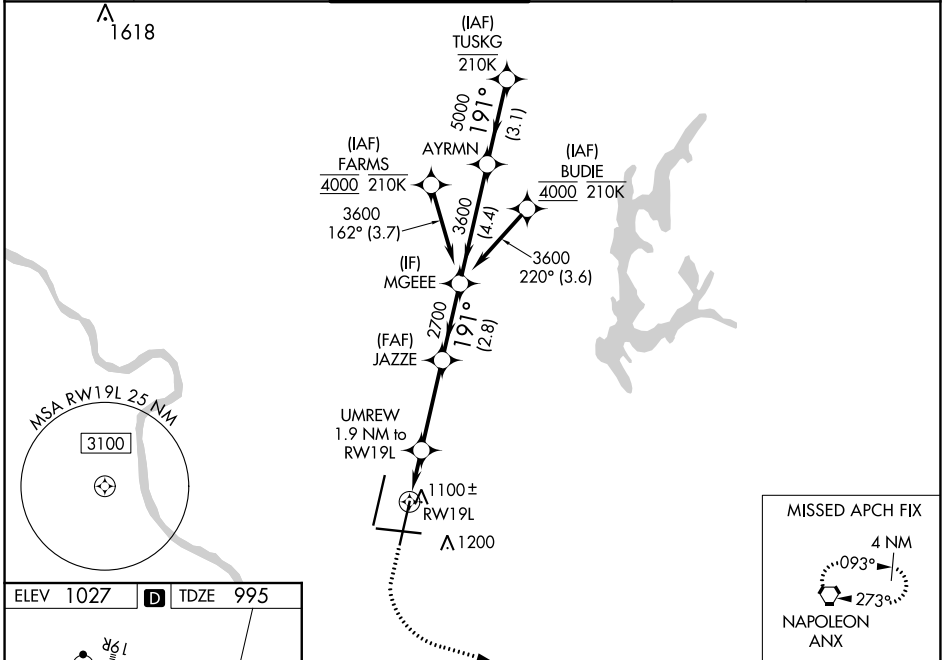 1618
(IAF)
TUSKG
210K
5000
191°
(3.1)
(IAF)
FARMS
4000 210K
AYRMN
(IAF)
BUDIE
4000 210K
3600
162° (3.7)
3600
(4.4)
3600
220° (3.6)
(IF)
MGEEE
2700
191°
(2.8)
(FAF)
JAZZE
MSA RW19L 25 NM
3100
UMREW
1.9 NM to
RW19L
1100±
RW19L
1200
MISSED APCH FIX
4 NM
093°
273°
NAPOLEON
ANX
ELEV 1027 D TDZE 995
19R